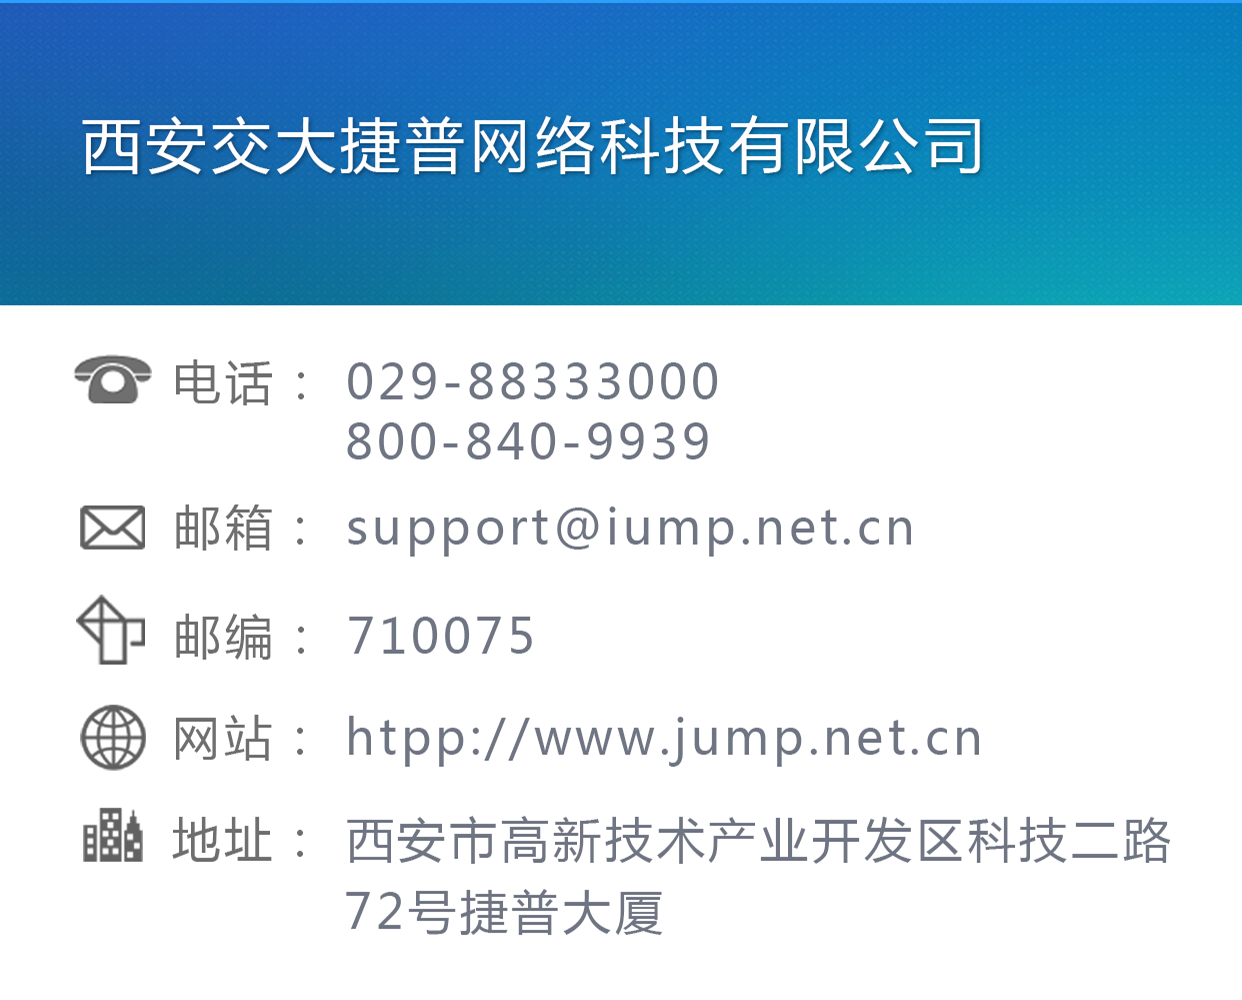 西安交大捷普网络科技有限公司
电话： 029-88333000
800-840-9939
邮箱： support@iump.net.cn
邮编： 710075
网站： htpp://www.jump.net.cn
地址： 西安市高新技术产业开发区科技二路
72号捷普大厦